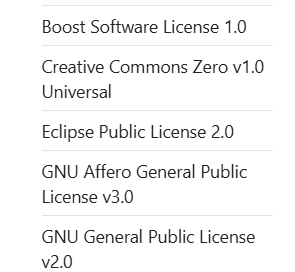 Boost Software License 1.0
Creative Commons Zero v1.0
Universal
Eclipse Public License 2.0
GNU Affero General Public
License v3.0
GNU General Public License
v2.0